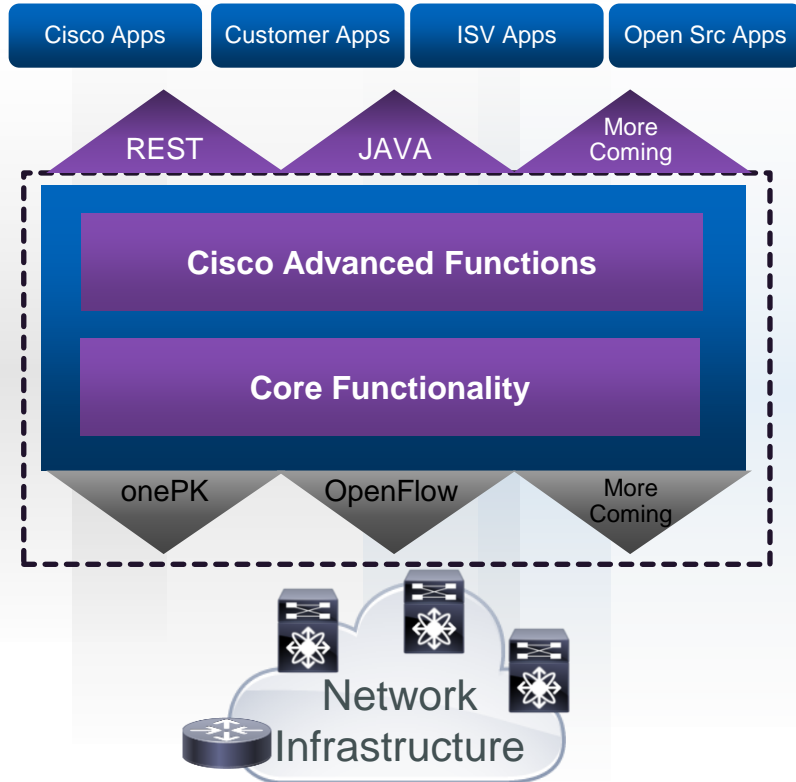 Cisco Apps
Customer Apps
ISV Apps
Open Src Apps
REST
JAVA
More
Coming
Cisco Advanced Functions
Core Functionality
onePK
OpenFlow
More
Coming
Network
Infrastructure